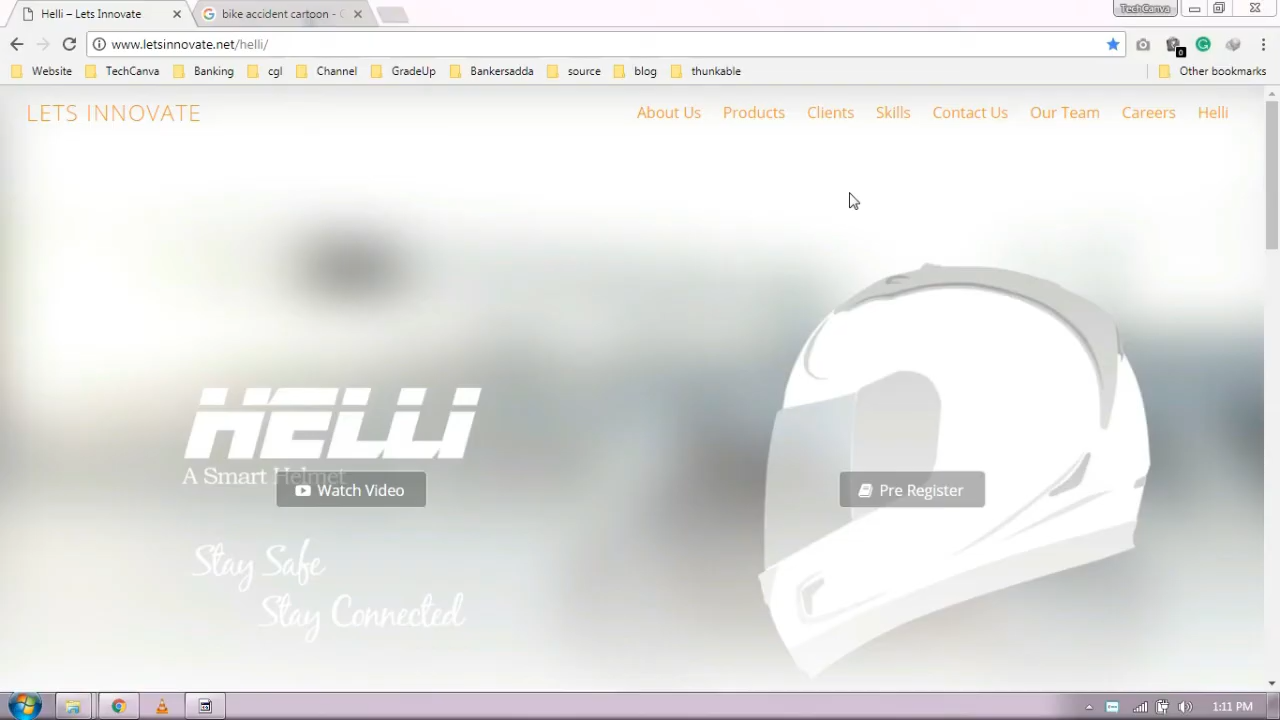 Helli – Lets Innovate
bike accident cartoon -
TechCanva
www.letsinnovate.net/helli/
0
Website
TechCanva
Banking
cgl
Channel
GradeUp
Bankersadda
source
blog
thunkable
Other bookmarks
LETS INNOVATE
About Us
Products
Clients
Skills
Contact Us
Our Team
Careers
Helli
HELLI
A Smart Helmet
Watch Video
Pre Register
Stay Safe
Stay Connected
1:11 PM